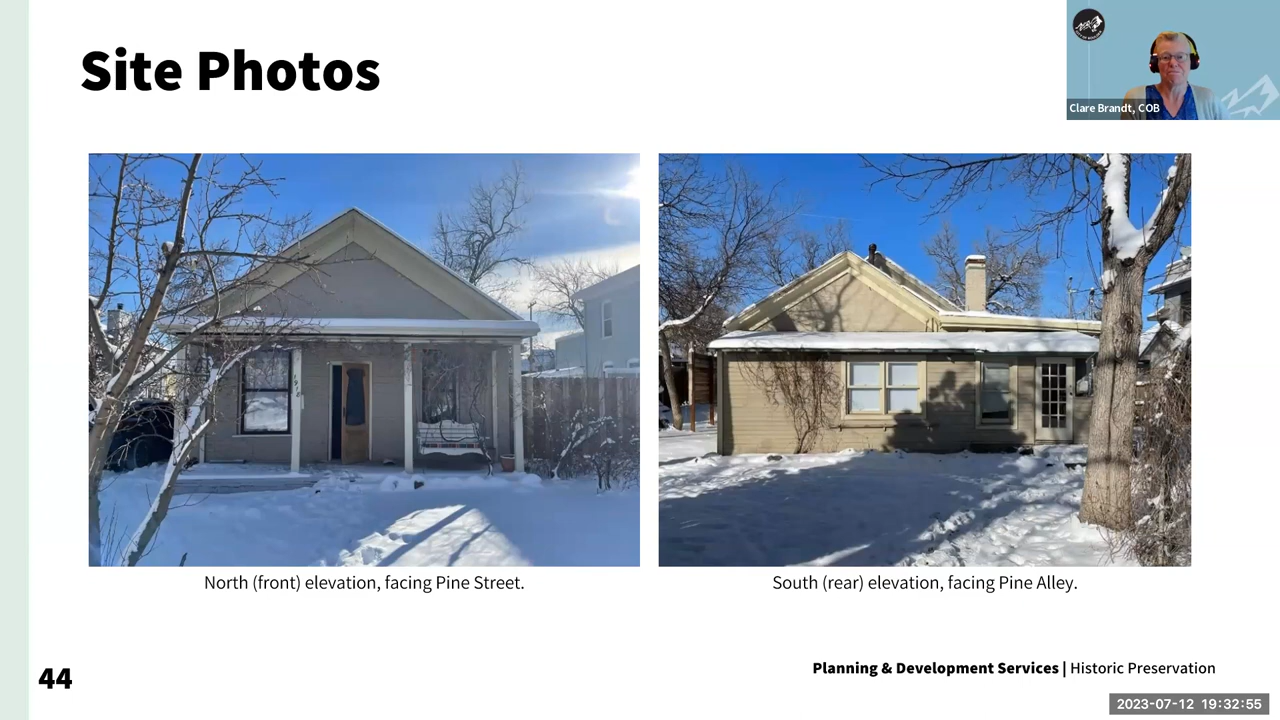 Site Photos
Clare Brandt, COB
North (front) elevation, facing Pine Street.
South (rear) elevation, facing Pine Alley.
44
Planning & Development Services | Historic Preservation
2023-07-12 19:32:55